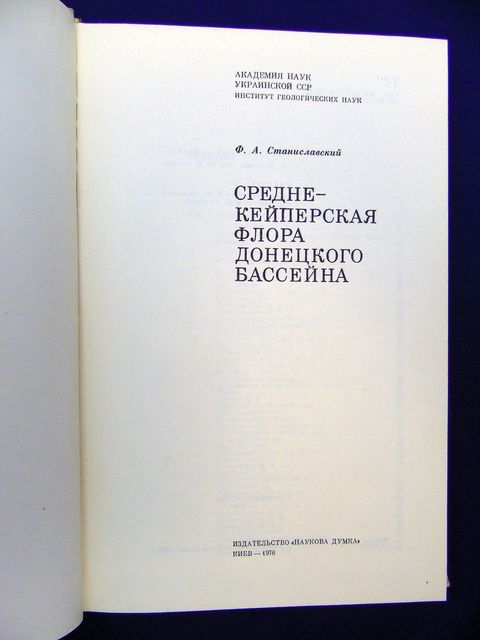 АКАДЕМИЯ НАУК
УКРАИНСКОЙ ССР
ИНСТИТУТ ГЕОЛОГИЧЕСКИХ НАУК
Ф. А. Станиславский
СРЕДНЕ-
КЕЙПЕРСКАЯ
ФЛОРА
ДОНЕЦКОГО
БАССЕЙНА
ИЗДАТЕЛЬСТВО «НАУКОВА ДУМКА»
КИЕВ — 1976